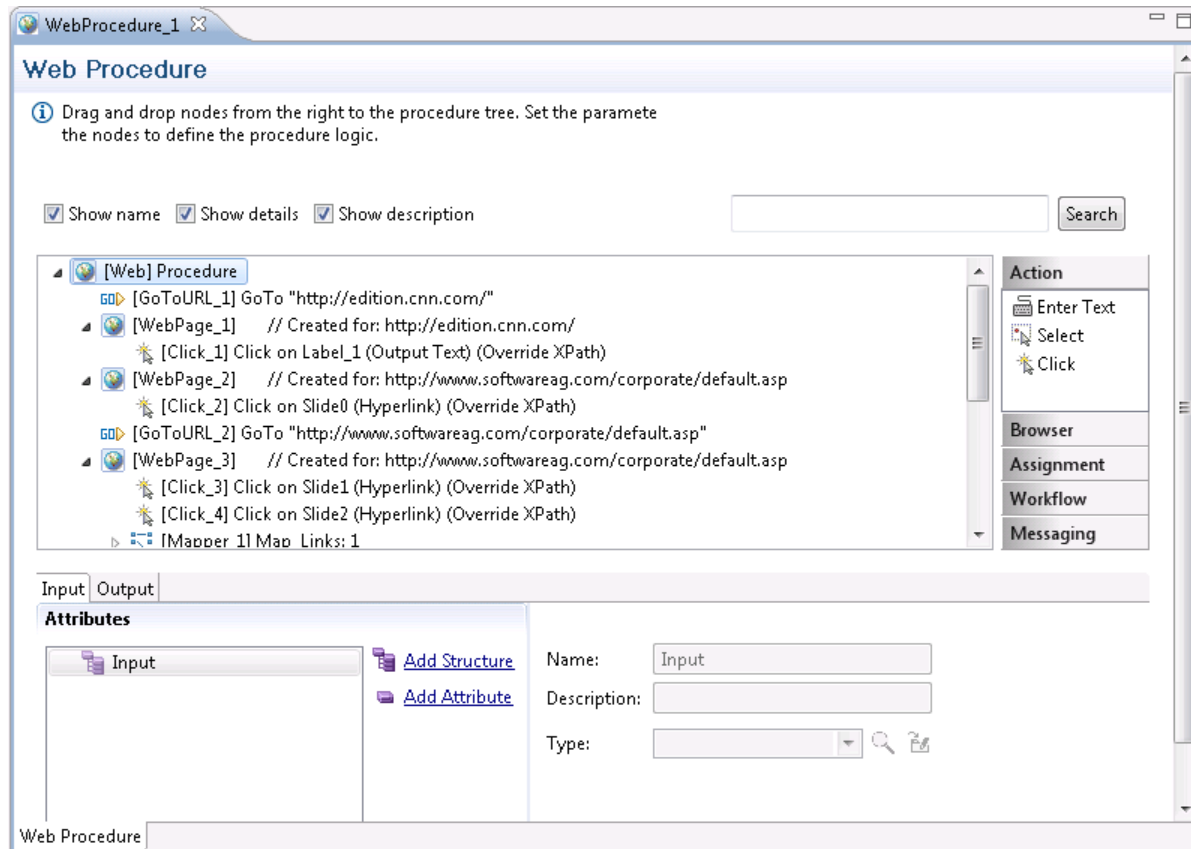 WebProcedure_1
Web Procedure
Drag and drop nodes from the right to the procedure tree. Set the paramete
the nodes to define the procedure logic.
Show name Show details Show description Search
[Web] Procedure
[GoToURL_1] GoTo "http://edition.cnn.com/"
[WebPage_1] // Created for: http://edition.cnn.com/
[Click_1] Click on Label_1 (Output Text) (Override XPath)
[WebPage_2] // Created for: http://www.softwareag.com/corporate/default.asp
[Click_2] Click on Slide0 (Hyperlink) (Override XPath)
[GoToURL_2] GoTo "http://www.softwareag.com/corporate/default.asp"
[WebPage_3] // Created for: http://www.softwareag.com/corporate/default.asp
[Click_3] Click on Slide1 (Hyperlink) (Override XPath)
[Click_4] Click on Slide2 (Hyperlink) (Override XPath)
[Mapper_1] Map Links: 1
Action
Enter Text
Select
Click
Browser
Assignment
Workflow
Messaging
Input Output
Attributes
Input
Add Structure
Add Attribute
Name: Input
Description:
Type:
Web Procedure